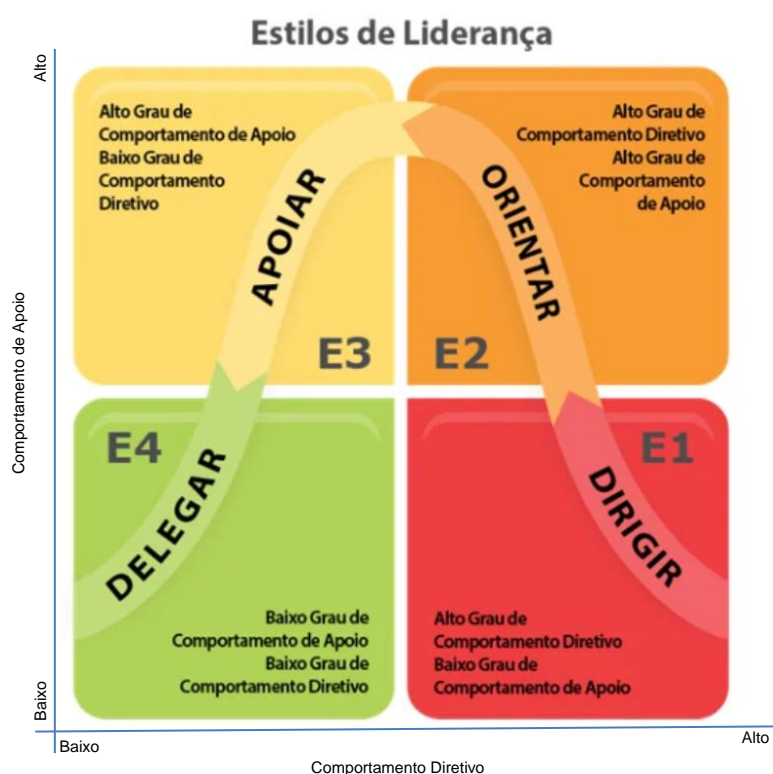 Estilos de Liderança
Alto
Alto Grau de
Comportamento de Apoio
Baixo Grau de
Comportamento
Diretivo
APOIAR
E3
Alto Grau de
Comportamento Diretivo
Alto Grau de
Comportamento
de Apoio
ORIENTAR
E2
Comportamento de Apoio
E4
DELEGAR
Baixo Grau de
Comportamento de Apoio
Baixo Grau de
Comportamento Diretivo
E1
DIRIGIR
Alto Grau de
Comportamento Diretivo
Baixo Grau de
Comportamento de Apoio
Baixo
Baixo
Alto
Comportamento Diretivo